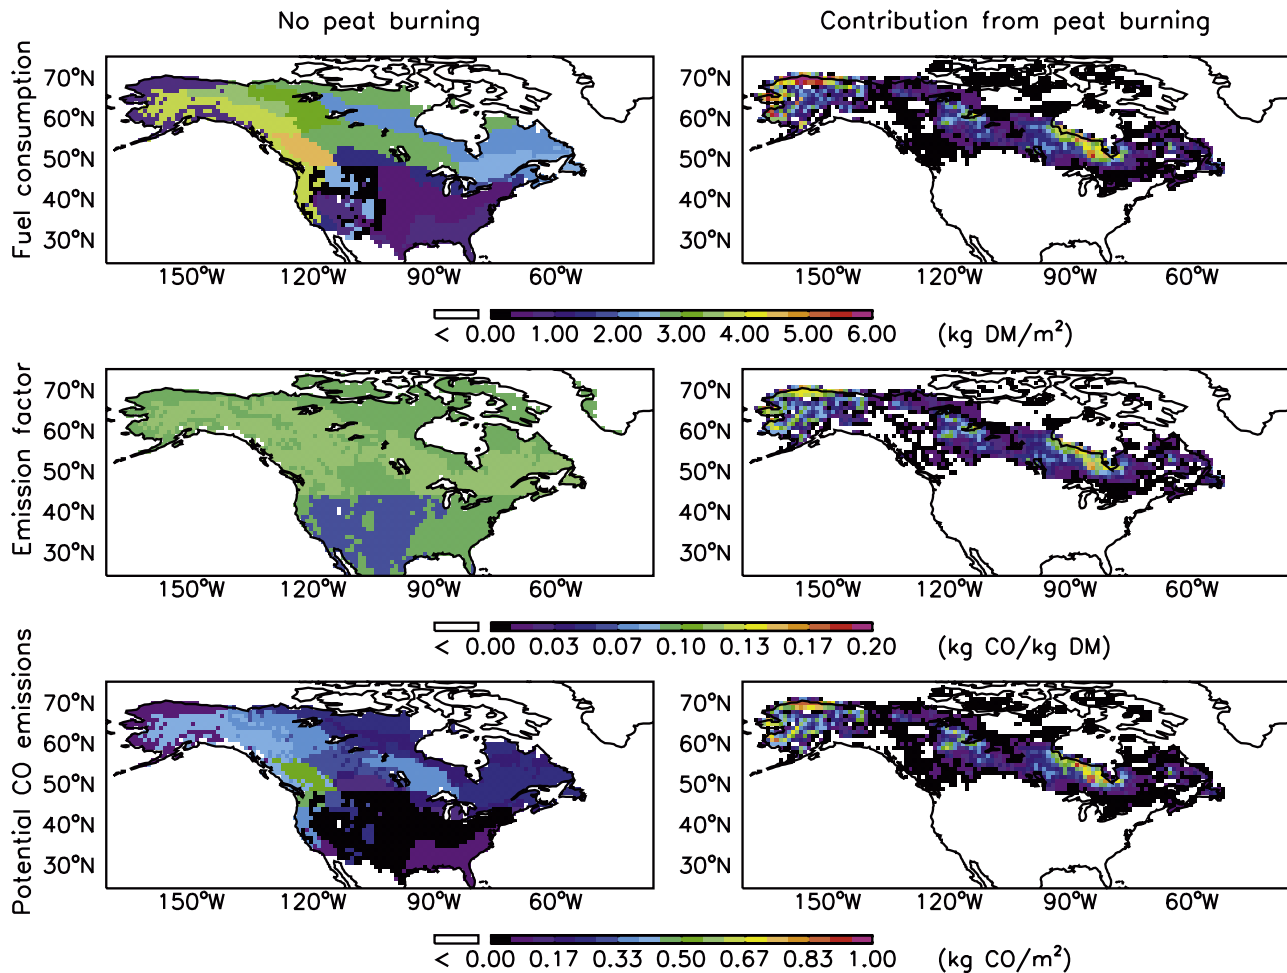 No peat burning
Contribution from peat burning
Fuel consumption
70°N
60°N
50°N
40°N
30°N
150°W 120°W 90°W 60°W
70°N
60°N
50°N
40°N
30°N
150°W 120°W 90°W 60°W
< 0.00 1.00 2.00 3.00 4.00 5.00 6.00 (kg DM/m²)
Emission factor
70°N
60°N
50°N
40°N
30°N
150°W 120°W 90°W 60°W
70°N
60°N
50°N
40°N
30°N
150°W 120°W 90°W 60°W
< 0.00 0.03 0.07 0.10 0.13 0.17 0.20 (kg CO/kg DM)
Potential CO emissions
70°N
60°N
50°N
40°N
30°N
150°W 120°W 90°W 60°W
70°N
60°N
50°N
40°N
30°N
150°W 120°W 90°W 60°W
< 0.00 0.17 0.33 0.50 0.67 0.83 1.00 (kg CO/m²)